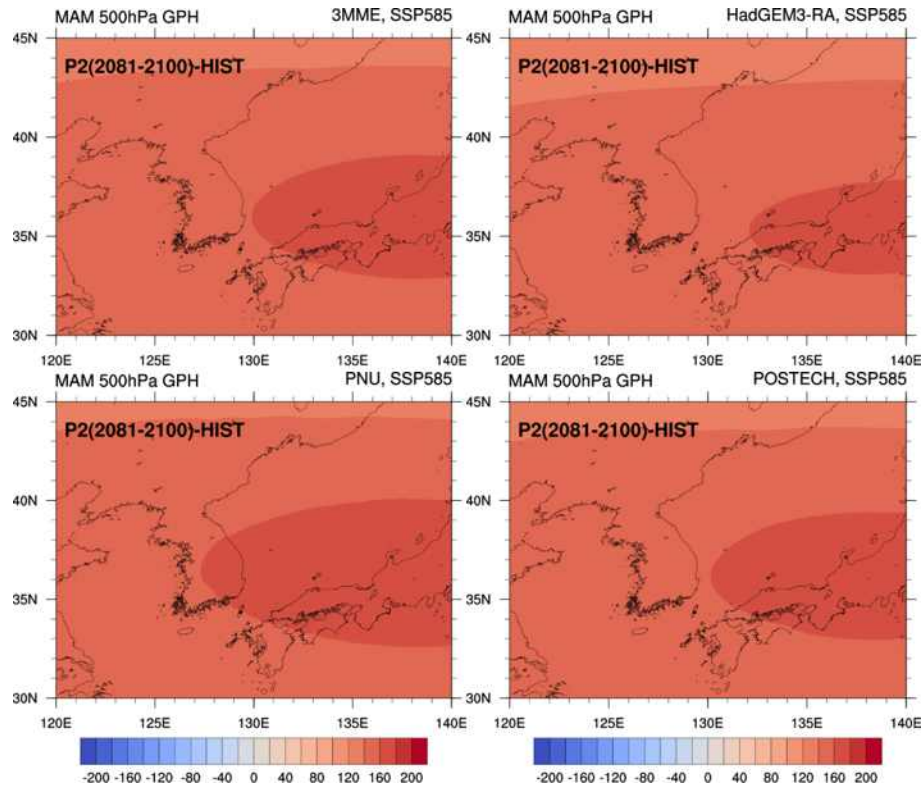 MAM 500hPa GPH 3MME, SSP585
MAM 500hPa GPH HadGEM3-RA, SSP585
45N
P2(2081-2100)-HIST
40N
35N
30N
120E 125E 130E 135E 140E
45N
P2(2081-2100)-HIST
40N
35N
30N
120E 125E 130E 135E 140E
MAM 500hPa GPH PNU, SSP585
MAM 500hPa GPH POSTECH, SSP585
45N
P2(2081-2100)-HIST
40N
35N
30N
120E 125E 130E 135E 140E
45N
P2(2081-2100)-HIST
40N
35N
30N
120E 125E 130E 135E 140E
-200 -160 -120 -80 -40 0 40 80 120 160 200
-200 -160 -120 -80 -40 0 40 80 120 160 200